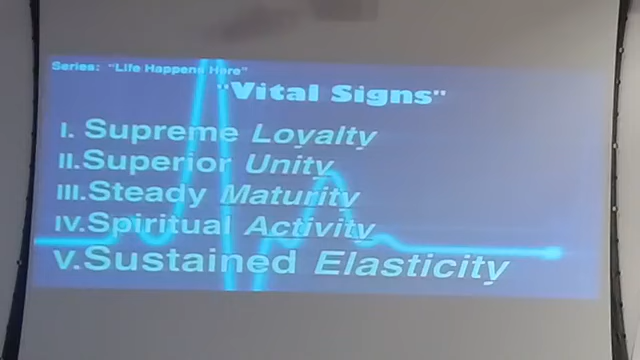 Series: "Life Happens Here"
"Vital Signs"
I. Supreme Loyalty
II.Superior Unity
III.Steady Maturity
IV.Spiritual Activity
V.Sustained Elasticity